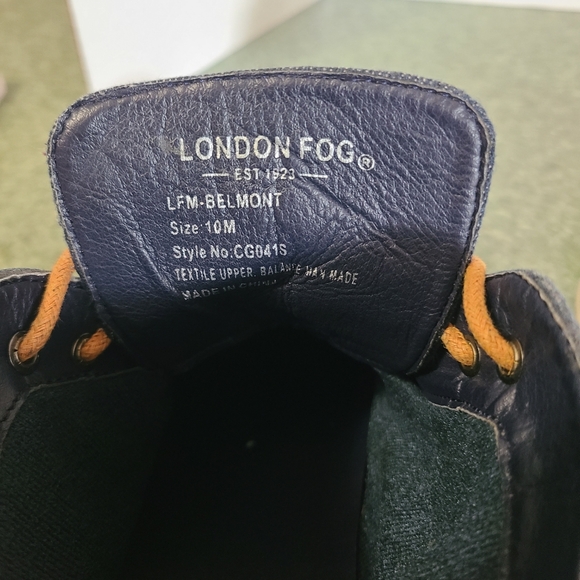 LONDON FOG®
EST 1923
LFM-BELMONT
Size:10M
Style No:CG041S
TEXTILE UPPER. BALANCE MAN MADE
MADE IN CHINA